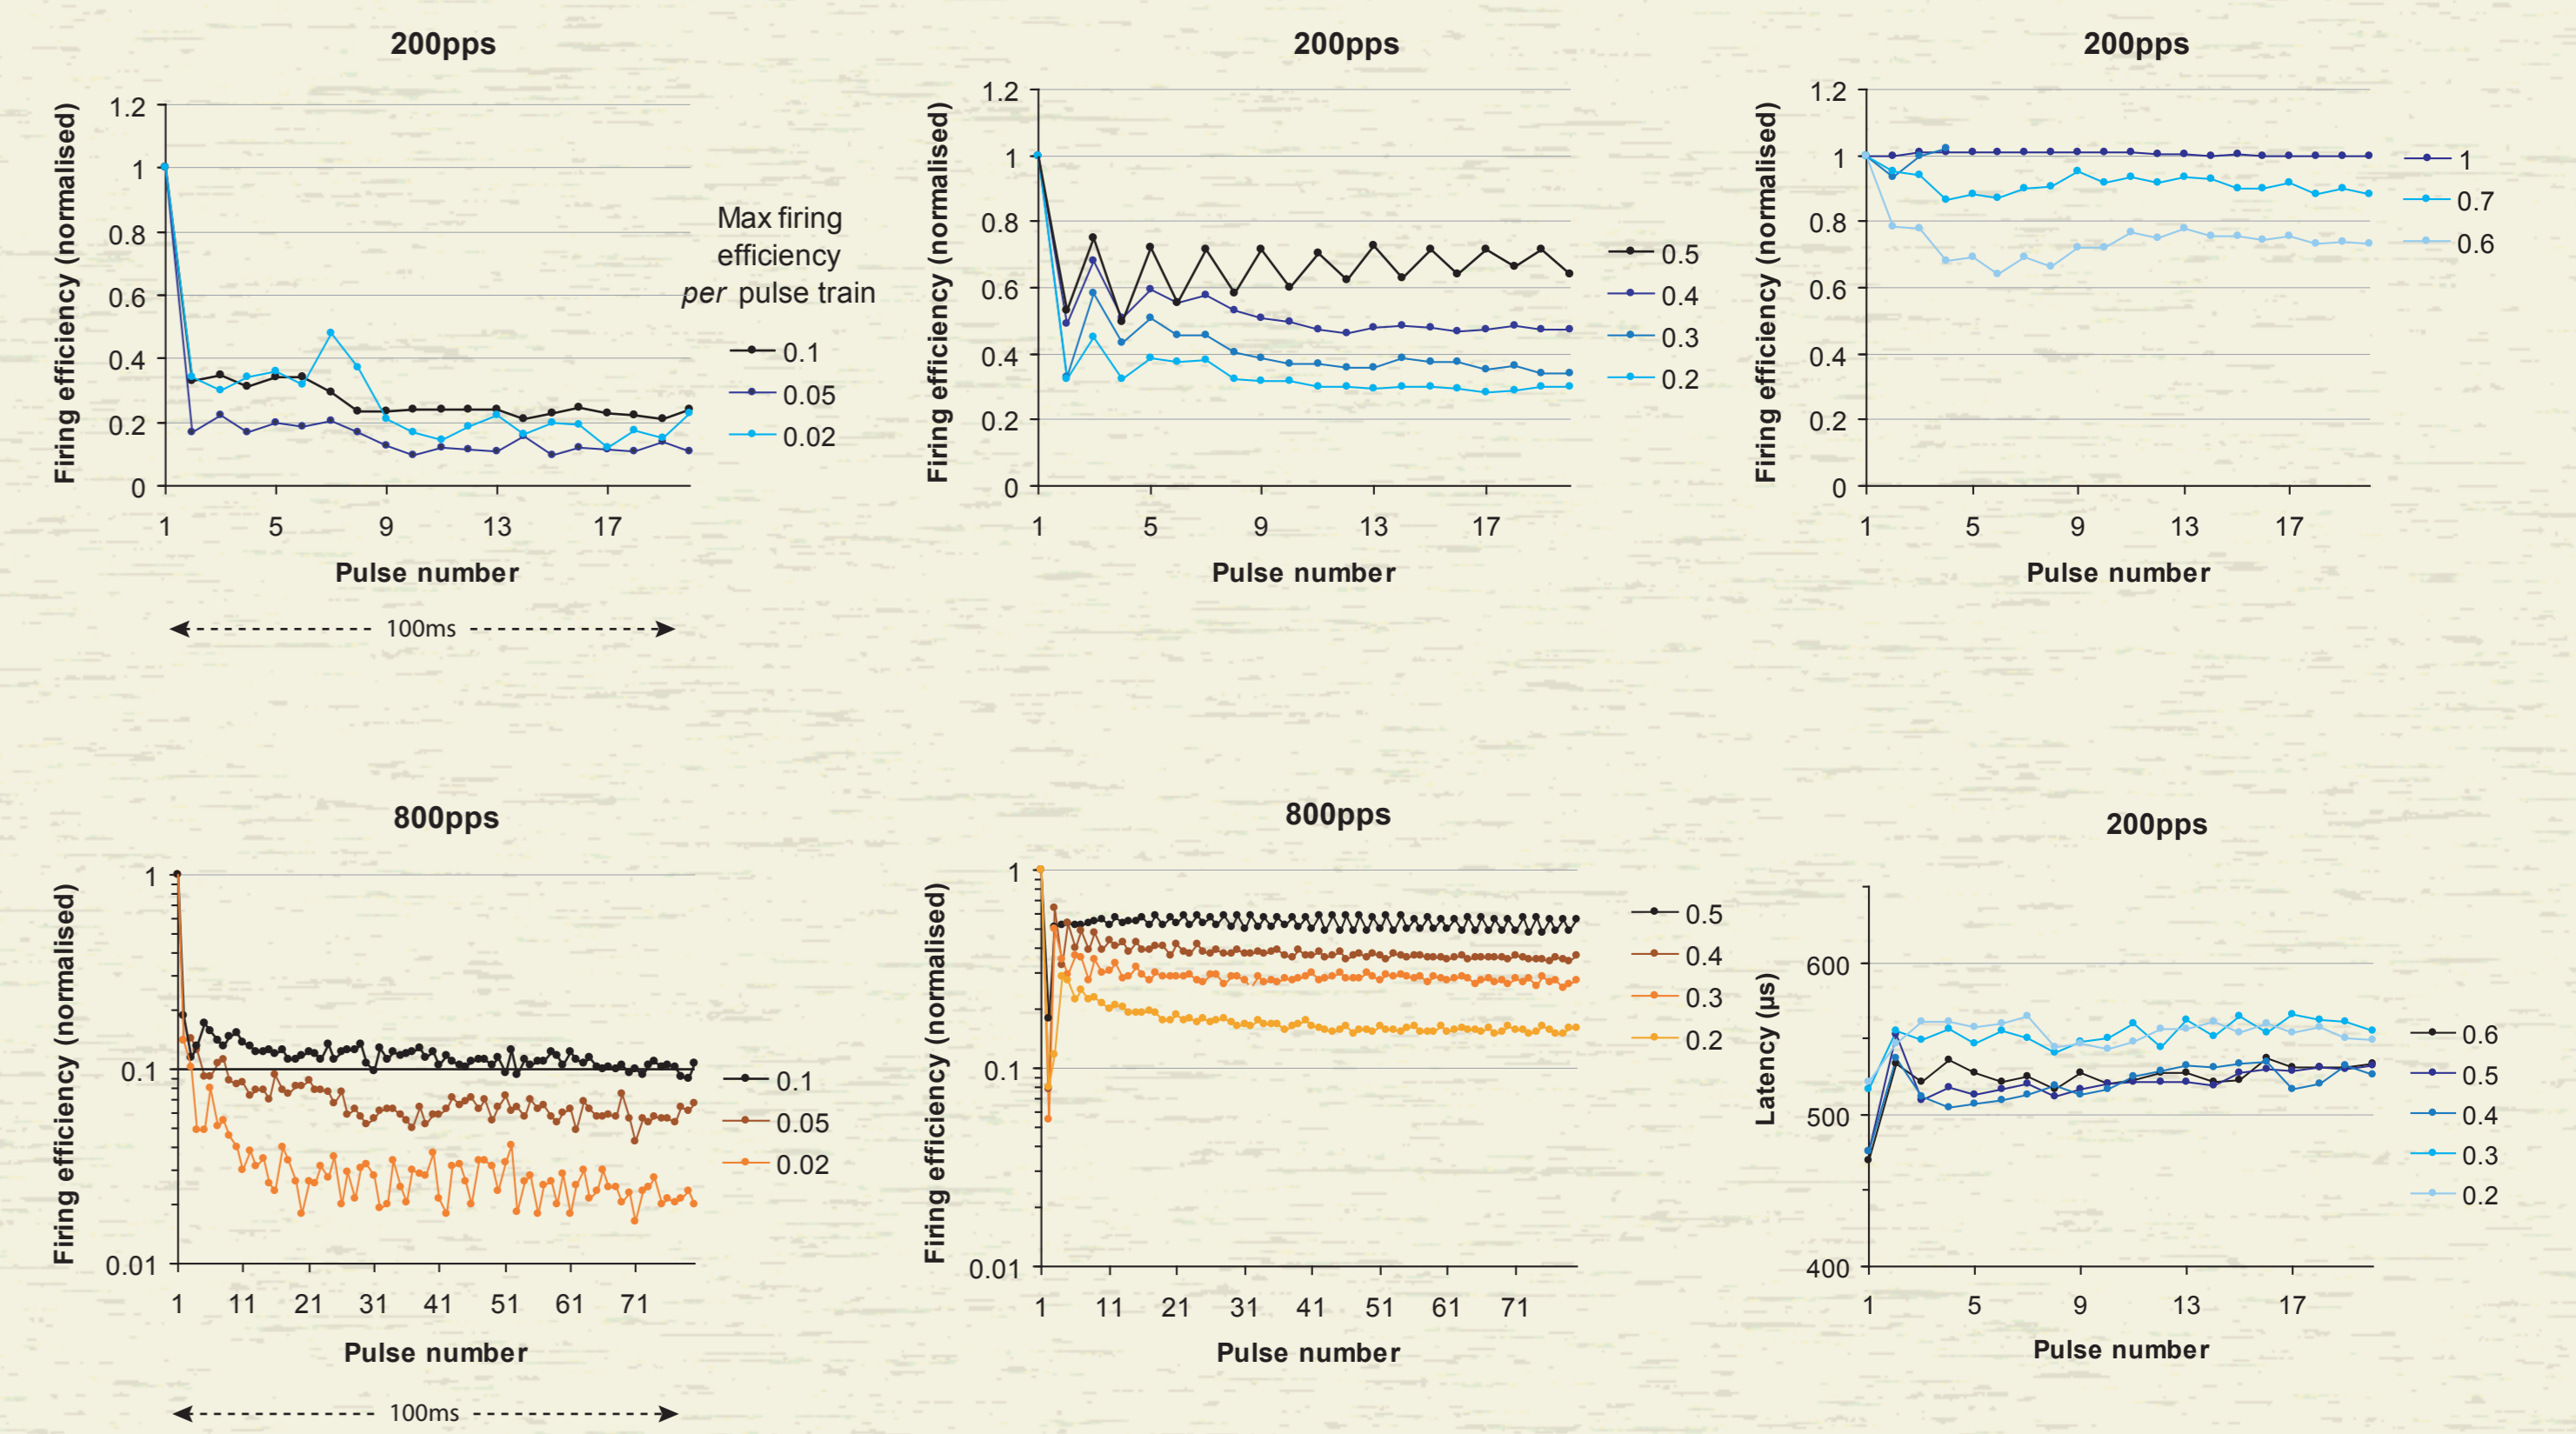 200pps
Firing efficiency (normalised)
1.2
1
0.8
0.6
0.4
0.2
0
1 5 9 13 17
Pulse number
100ms
Max firing
efficiency
per pulse train
0.1
0.05
0.02
200pps
Firing efficiency (normalised)
1.2
1
0.8
0.6
0.4
0.2
0
1 5 9 13 17
Pulse number
0.5
0.4
0.3
0.2
200pps
Firing efficiency (normalised)
1.2
1
0.8
0.6
0.4
0.2
0
1 5 9 13 17
Pulse number
1
0.7
0.6
800pps
Firing efficiency (normalised)
1
0.1
0.01
1 11 21 31 41 51 61 71
Pulse number
100ms
0.1
0.05
0.02
800pps
Firing efficiency (normalised)
1
0.1
0.01
1 11 21 31 41 51 61 71
Pulse number
0.5
0.4
0.3
0.2
200pps
Latency (µs)
600
500
400
1 5 9 13 17
Pulse number
0.6
0.5
0.4
0.3
0.2